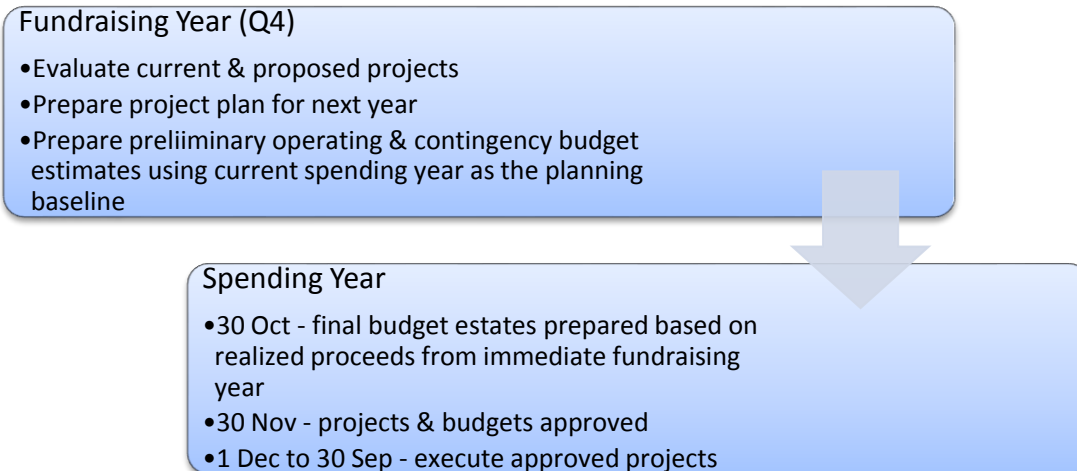 Fundraising Year (Q4)
•Evaluate current & proposed projects
•Prepare project plan for next year
•Prepare preliiminary operating & contingency budget
estimates using current spending year as the planning
baseline
Spending Year
•30 Oct - final budget estates prepared based on
realized proceeds from immediate fundraising
year
•30 Nov - projects & budgets approved
•1 Dec to 30 Sep - execute approved projects